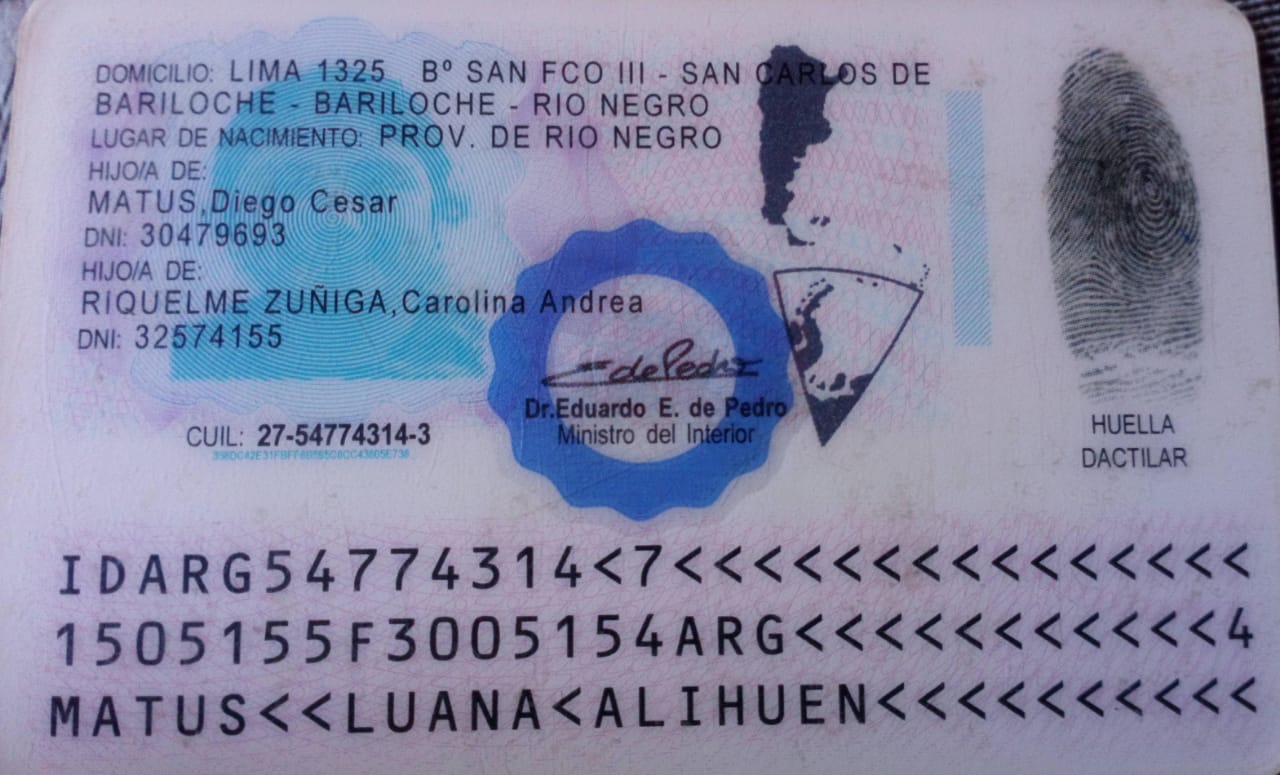 DOMICILIO: LIMA 1325 Bº SAN FCO III - SAN CARLOS DE
BARILOCHE - BARILOCHE - RIO NEGRO
LUGAR DE NACIMIENTO: PROV. DE RIO NEGRO
HIJO/A DE:
MATUS,Diego Cesar
DNI: 30479693
HIJO/A DE:
RIQUELME ZUÑIGA,Carolina Andrea
DNI: 32574155
E de Pedro
Dr.Eduardo E. de Pedro
Ministro del Interior
CUIL: 27-54774314-3
HUELLA
DACTILAR
IDARG54774314<7<<<<<<<<<<<<<<<
1505155F3005154ARG<<<<<<<<<<<4
MATUS<<LUANA<ALIHUEN<<<<<<<<<<